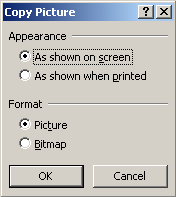 Copy Picture
Appearance
As shown on screen
As shown when printed
Format
Picture
Bitmap
OK Cancel